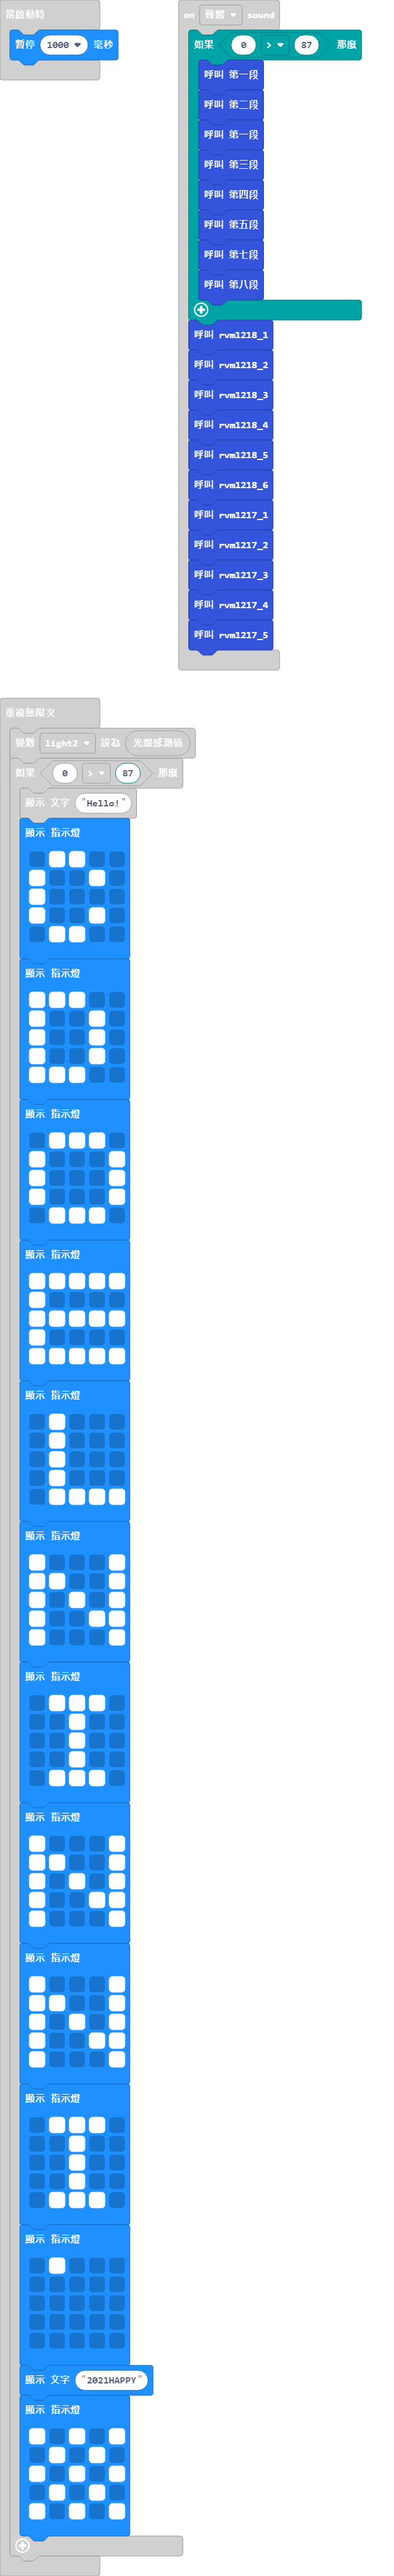 當啟動時
暫停 1000 毫秒
on 聲響 sound
如果 0 > 87 那麼
呼叫 第一段
呼叫 第二段
呼叫 第一段
呼叫 第三段
呼叫 第四段
呼叫 第五段
呼叫 第七段
呼叫 第八段
呼叫 rvm1218_1
呼叫 rvm1218_2
呼叫 rvm1218_3
呼叫 rvm1218_4
呼叫 rvm1218_5
呼叫 rvm1218_6
呼叫 rvm1217_1
呼叫 rvm1217_2
呼叫 rvm1217_3
呼叫 rvm1217_4
呼叫 rvm1217_5
重複無限次
變數 light2 設為 光線感測值
如果 0 > 87 那麼
顯示 文字 "Hello!"
顯示 指示燈
顯示 指示燈
顯示 指示燈
顯示 指示燈
顯示 指示燈
顯示 指示燈
顯示 指示燈
顯示 指示燈
顯示 指示燈
顯示 指示燈
顯示 指示燈
顯示 文字 "2021HAPPY"
顯示 指示燈